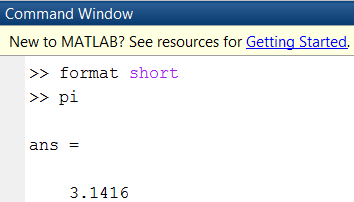 Command Window
New to MATLAB? See resources for Getting Started.
>> format short
>> pi
ans =
3.1416